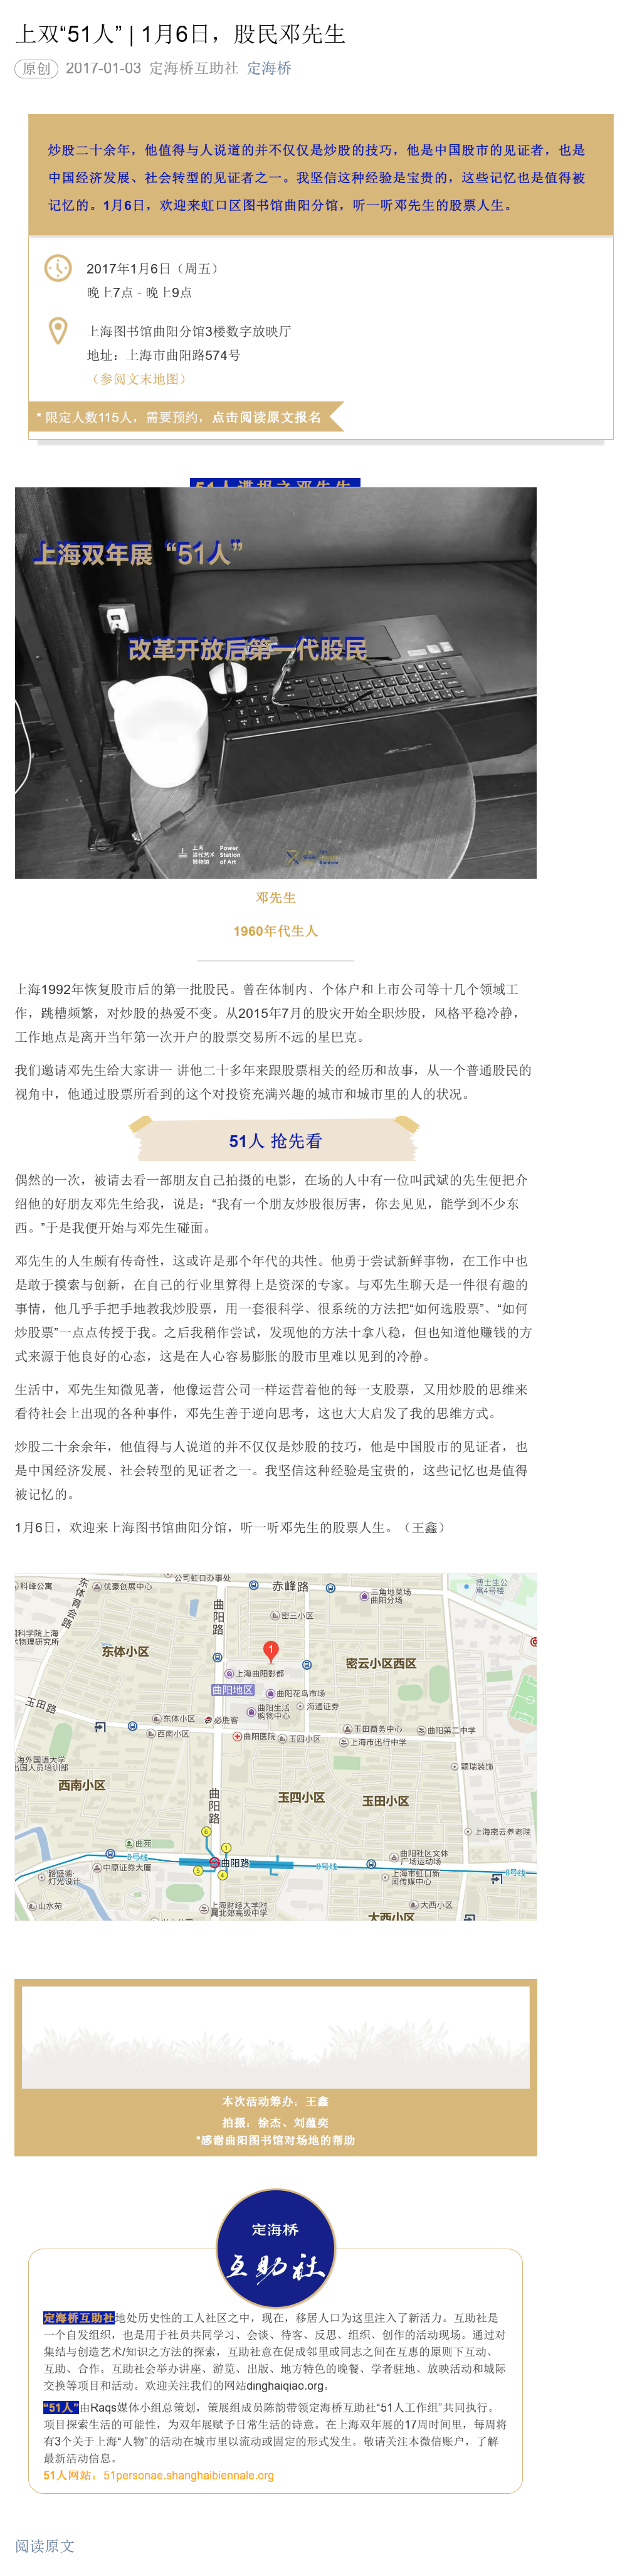 上双“51人” | 1月6日，股民邓先生
原创 2017-01-03 定海桥互助社 定海桥
炒股二十余年，他值得与人说道的并不仅仅是炒股的技巧，他是中国股市的见证者，也是
中国经济发展、社会转型的见证者之一。我坚信这种经验是宝贵的，这些记忆也是值得被
记忆的。1月6日，欢迎来虹口区图书馆曲阳分馆，听一听邓先生的股票人生。
2017年1月6日（周五）
晚上7点 - 晚上9点
上海图书馆曲阳分馆3楼数字放映厅
地址：上海市曲阳路574号
（参阅文末地图）
* 限定人数115人，需要预约，点击阅读原文报名
51人谍报之邓先生
上海双年展 “51人”
改革开放后第一代股民
上海
当代艺术
博物馆
Power
Station
of Art
邓先生
1960年代生人
上海1992年恢复股市后的第一批股民。曾在体制内、个体户和上市公司等十几个领域工
作，跳槽频繁，对炒股的热爱不变。从2015年7月的股灾开始全职炒股，风格平稳冷静，
工作地点是离开当年第一次开户的股票交易所不远的星巴克。
我们邀请邓先生给大家讲一 讲他二十多年来跟股票相关的经历和故事，从一个普通股民的
视角中，他通过股票所看到的这个对投资充满兴趣的城市和城市里的人的状况。
51人 抢先看
偶然的一次，被请去看一部朋友自己拍摄的电影，在场的人中有一位叫武斌的先生便把介
绍他的好朋友邓先生给我，说是：“我有一个朋友炒股很厉害，你去见见，能学到不少东
西。”于是我便开始与邓先生碰面。
邓先生的人生颇有传奇性，这或许是那个年代的共性。他勇于尝试新鲜事物，在工作中也
是敢于摸索与创新，在自己的行业里算得上是资深的专家。与邓先生聊天是一件很有趣的
事情，他几乎手把手地教我炒股票，用一套很科学、很系统的方法把“如何选股票”、“如何
炒股票”一点点传授于我。之后我稍作尝试，发现他的方法十拿八稳，但也知道他赚钱的方
式来源于他良好的心态，这是在人心容易膨胀的股市里难以见到的冷静。
生活中，邓先生知微见著，他像运营公司一样运营着他的每一支股票，又用炒股的思维来
看待社会上出现的各种事件，邓先生善于逆向思考，这也大大启发了我的思维方式。
炒股二十余余年，他值得与人说道的并不仅仅是炒股的技巧，他是中国股市的见证者，也
是中国经济发展、社会转型的见证者之一。我坚信这种经验是宝贵的，这些记忆也是值得
被记忆的。
1月6日，欢迎来上海图书馆曲阳分馆，听一听邓先生的股票人生。（王鑫）
科峰公寓
东体育会路
优豪创展中心
公司虹口办事处
赤峰路
三角地菜场
曲阳分场
博士生公
寓4号楼
曲阳路
密三小区
国科学院上海
术物理研究所
东体小区
1
密云小区西区
上海曲阳影都
曲阳地区
曲阳花鸟市场
玉田路
曲阳生活
购物中心
海通证券
东体小区
必胜客
西南小区
曲阳医院
玉四小区
玉田商务中心
曲阳第二中学
上海市迅行中学
上海外国语大学
出国人员培训部
西南小区
曲阳路
玉四小区
玉田小区
颖瑞装饰
上海密云养老院
曲苑
8号线
中原证券大厦
曲阳路
8号线
曲阳社区文体
广场运动场
8号线
路盛德·
灯光设计
上海市虹口新
闻传媒中心
山水苑
上海财经大学附
属北郊高级中学
大西小区
大西小区
本次活动筹办：王鑫
拍摄：徐杰、刘蕴奕
*感谢曲阳图书馆对场地的帮助
定海桥
互助社
定海桥互助社地处历史性的工人社区之中，现在，移居人口为这里注入了新活力。互助社是
一个自发组织，也是用于社员共同学习、会谈、待客、反思、组织、创作的活动现场。通过对
集结与创造艺术/知识之方法的探索，互助社意在促成邻里或同志之间在互惠的原则下互动、
互助、合作。互助社会举办讲座、游览、出版、地方特色的晚餐、学者驻地、放映活动和城际
交换等项目和活动。欢迎关注我们的网站dinghaiqiao.org。
“51人”由Raqs媒体小组总策划，策展组成员陈韵带领定海桥互助社“51人工作组”共同执行。
项目探索生活的可能性，为双年展赋予日常生活的诗意。在上海双年展的17周时间里，每周将
有3个关于上海“人物”的活动在城市里以流动或固定的形式发生。敬请关注本微信账户，了解
最新活动信息。
51人网站：51personae.shanghaibiennale.org
阅读原文